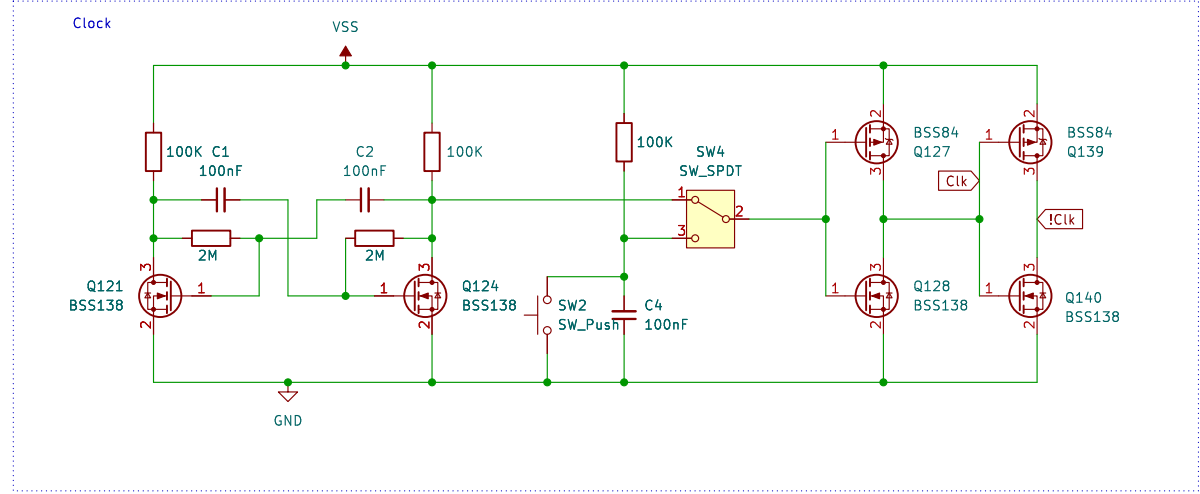 Clock
VSS
100K
C1
100nF
C2
100nF
100K
100K
SW4
SW_SPDT
1
2
3
2M
2M
Q121
BSS138
3
1
2
Q124
BSS138
3
1
2
SW2
SW_Push
C4
100nF
GND
BSS84
Q127
2
1
3
BSS84
Q139
2
1
3
Clk
!Clk
Q128
BSS138
3
1
2
Q140
BSS138
3
1
2